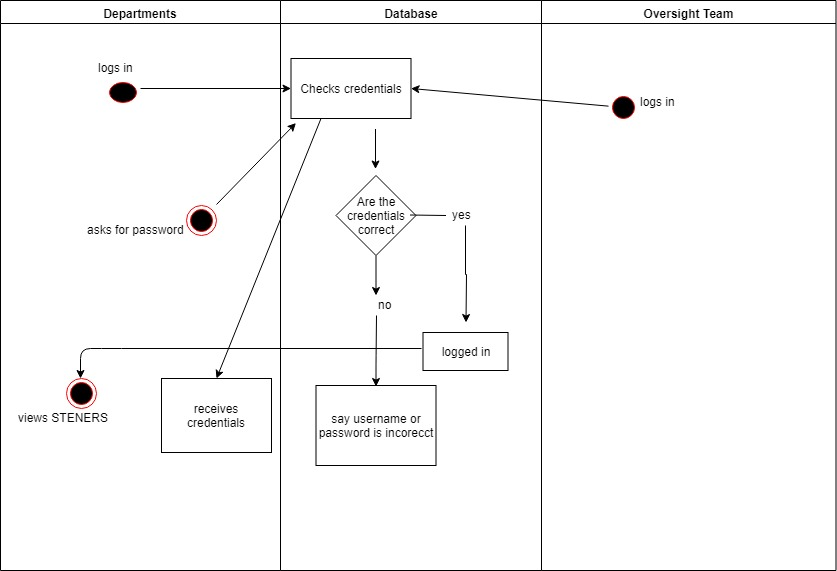 Departments
Database
Oversight Team
logs in
Checks credentials
logs in
asks for password
Are the
credentials
correct
yes
no
logged in
views STENERS
receives
credentials
say username or
password is incorecct